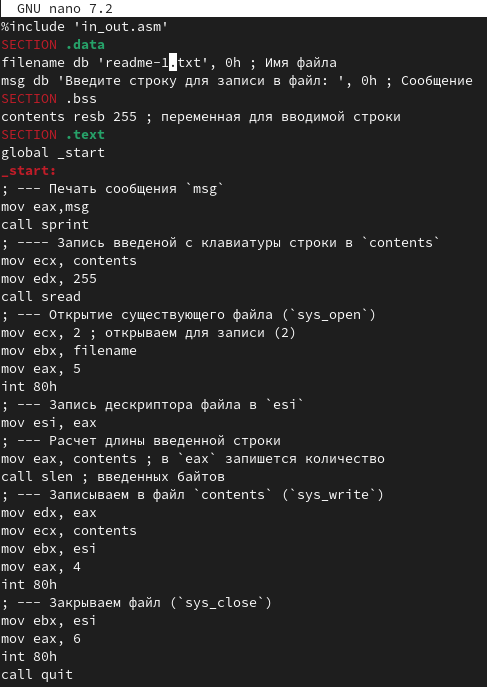 GNU nano 7.2
%include 'in_out.asm'
SECTION .data
filename db 'readme-1.txt', 0h ; Имя файла
msg db 'Введите строку для записи в файл: ', 0h ; Сообщение
SECTION .bss
contents resb 255 ; переменная для вводимой строки
SECTION .text
global _start
_start:
; --- Печать сообщения `msg`
mov eax,msg
call sprint
; ---- Запись введеной с клавиатуры строки в `contents`
mov ecx, contents
mov edx, 255
call sread
; --- Открытие существующего файла (`sys_open`)
mov ecx, 2 ; открываем для записи (2)
mov ebx, filename
mov eax, 5
int 80h
; --- Запись дескриптора файла в `esi`
mov esi, eax
; --- Расчет длины введенной строки
mov eax, contents ; в `eax` запишется количество
call slen ; введенных байтов
; --- Записываем в файл `contents` (`sys_write`)
mov edx, eax
mov ecx, contents
mov ebx, esi
mov eax, 4
int 80h
; --- Закрываем файл (`sys_close`)
mov ebx, esi
mov eax, 6
int 80h
call quit